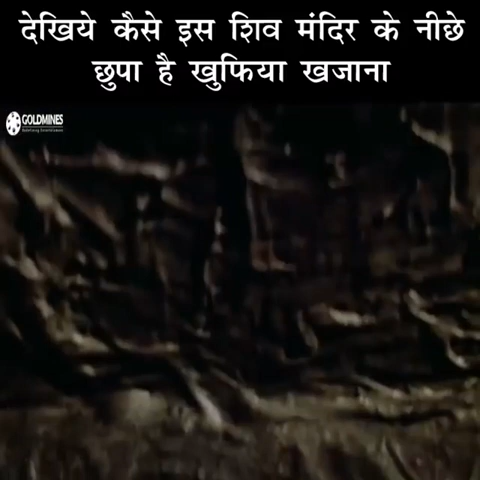 देखिये कैसे इस शिव मंदिर के नीछे
छुपा है खुफिया खजाना
GOLDMINES